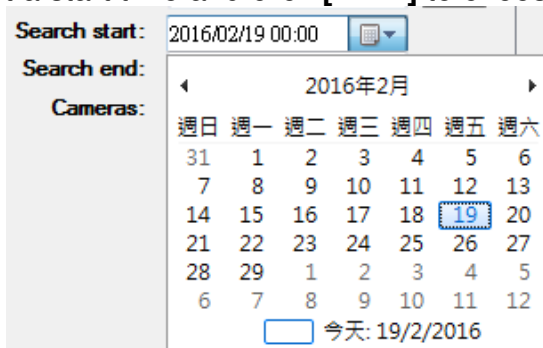 Search start: 2016/02/19 00:00
Search end:
Cameras:
2016年2月
週日 週一 週二 週三 週四 週五 週六
31 1 2 3 4 5 6
7 8 9 10 11 12 13
14 15 16 17 18 19 20
21 22 23 24 25 26 27
28 29 1 2 3 4 5
6 7 8 9 10 11 12
今天: 19/2/2016